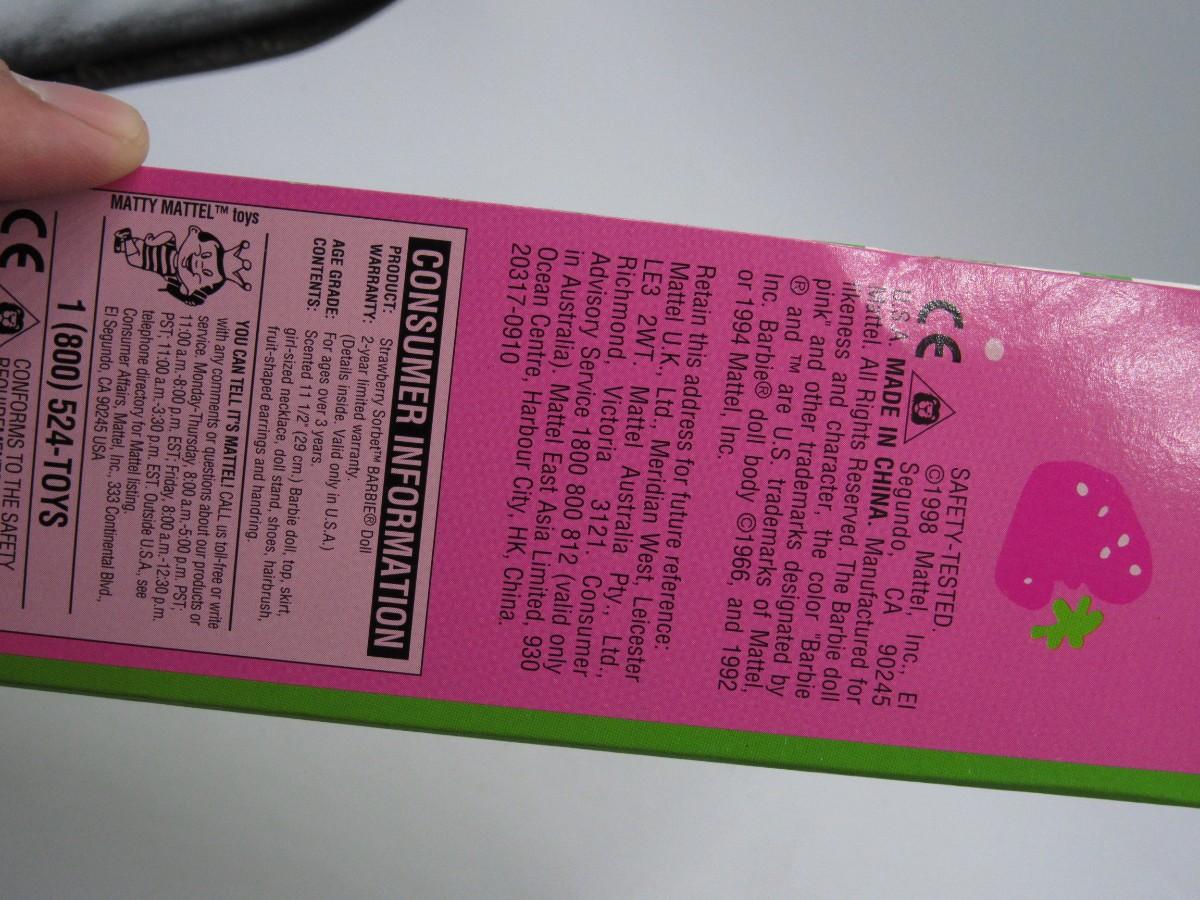 SAFETY-TESTED.
©1998 Mattel, Inc., El
Segundo, CA 90245
U.S.A. MADE IN CHINA. Manufactured for
Mattel. All Rights Reserved. The Barbie doll
likeness and character, the color "Barbie
pink" and other trademarks designated by
® and ™ are U.S. trademarks of Mattel,
Inc. Barbie® doll body ©1966, and 1992
or 1994 Mattel, Inc.
Retain this address for future reference:
Mattel U.K., Ltd., Meridian West, Leicester
LE3 2WT. Mattel Australia Pty., Ltd.,
Richmond, Victoria 3121. Consumer
Advisory Service 1800 800 812 (valid only
in Australia). Mattel East Asia Limited, 930
Ocean Centre, Harbour City, HK, China.
20317-0910
CONSUMER INFORMATION
PRODUCT: Strawberry Sorbet™ BARBIE® Doll
WARRANTY: 2-year limited warranty.
(Details inside. Valid only in U.S.A.)
AGE GRADE: For ages over 3 years.
CONTENTS: Scented 11 1/2" (29 cm.) Barbie doll, top, skirt,
girl-sized necklace, doll stand, shoes, hairbrush,
fruit-shaped earrings and handring.
MATTY MATTEL™ toys
YOU CAN TELL IT'S MATTEL! CALL us toll-free or write
with any comments or questions about our products or
service. Monday-Thursday, 8:00 a.m.-5:00 p.m. PST;
11:00 a.m.-8:00 p.m. EST. Friday, 8:00 a.m.-12:30 p.m.
PST; 11:00 a.m.-3:30 p.m. EST. Outside U.S.A., see
telephone directory for Mattel listing.
Consumer Affairs, Mattel, Inc., 333 Continental Blvd.,
El Segundo, CA 90245 USA
1 (800) 524-TOYS
CE
CONFORMS TO THE SAFETY